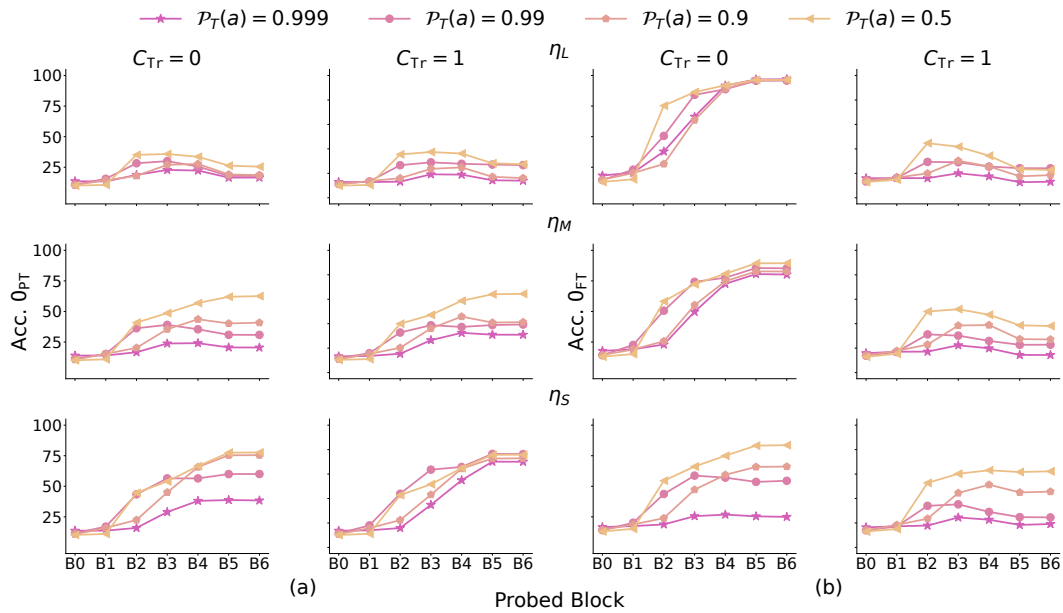 𝒫_T(a) = 0.999 𝒫_T(a) = 0.99 𝒫_T(a) = 0.9 𝒫_T(a) = 0.5
η_L
C_Tr = 0 C_Tr = 1 C_Tr = 0 C_Tr = 1
100
75
50
25
η_M
100
75
50
25
Acc. 0_PT
Acc. 0_FT
η_S
100
75
50
25
B0 B1 B2 B3 B4 B5 B6 B0 B1 B2 B3 B4 B5 B6 B0 B1 B2 B3 B4 B5 B6 B0 B1 B2 B3 B4 B5 B6
(a) (b)
Probed Block